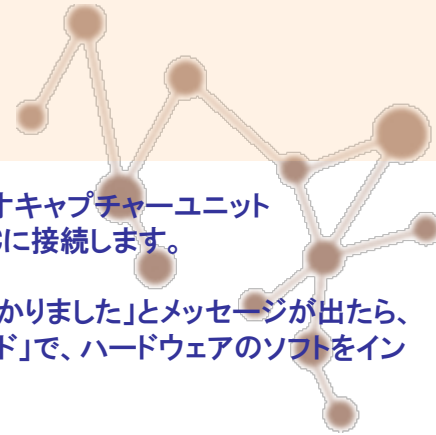 オキャプチャーユニット
に接続します。
かりました」とメッセージが出たら、
ド」で、ハードウェアのソフトをイン